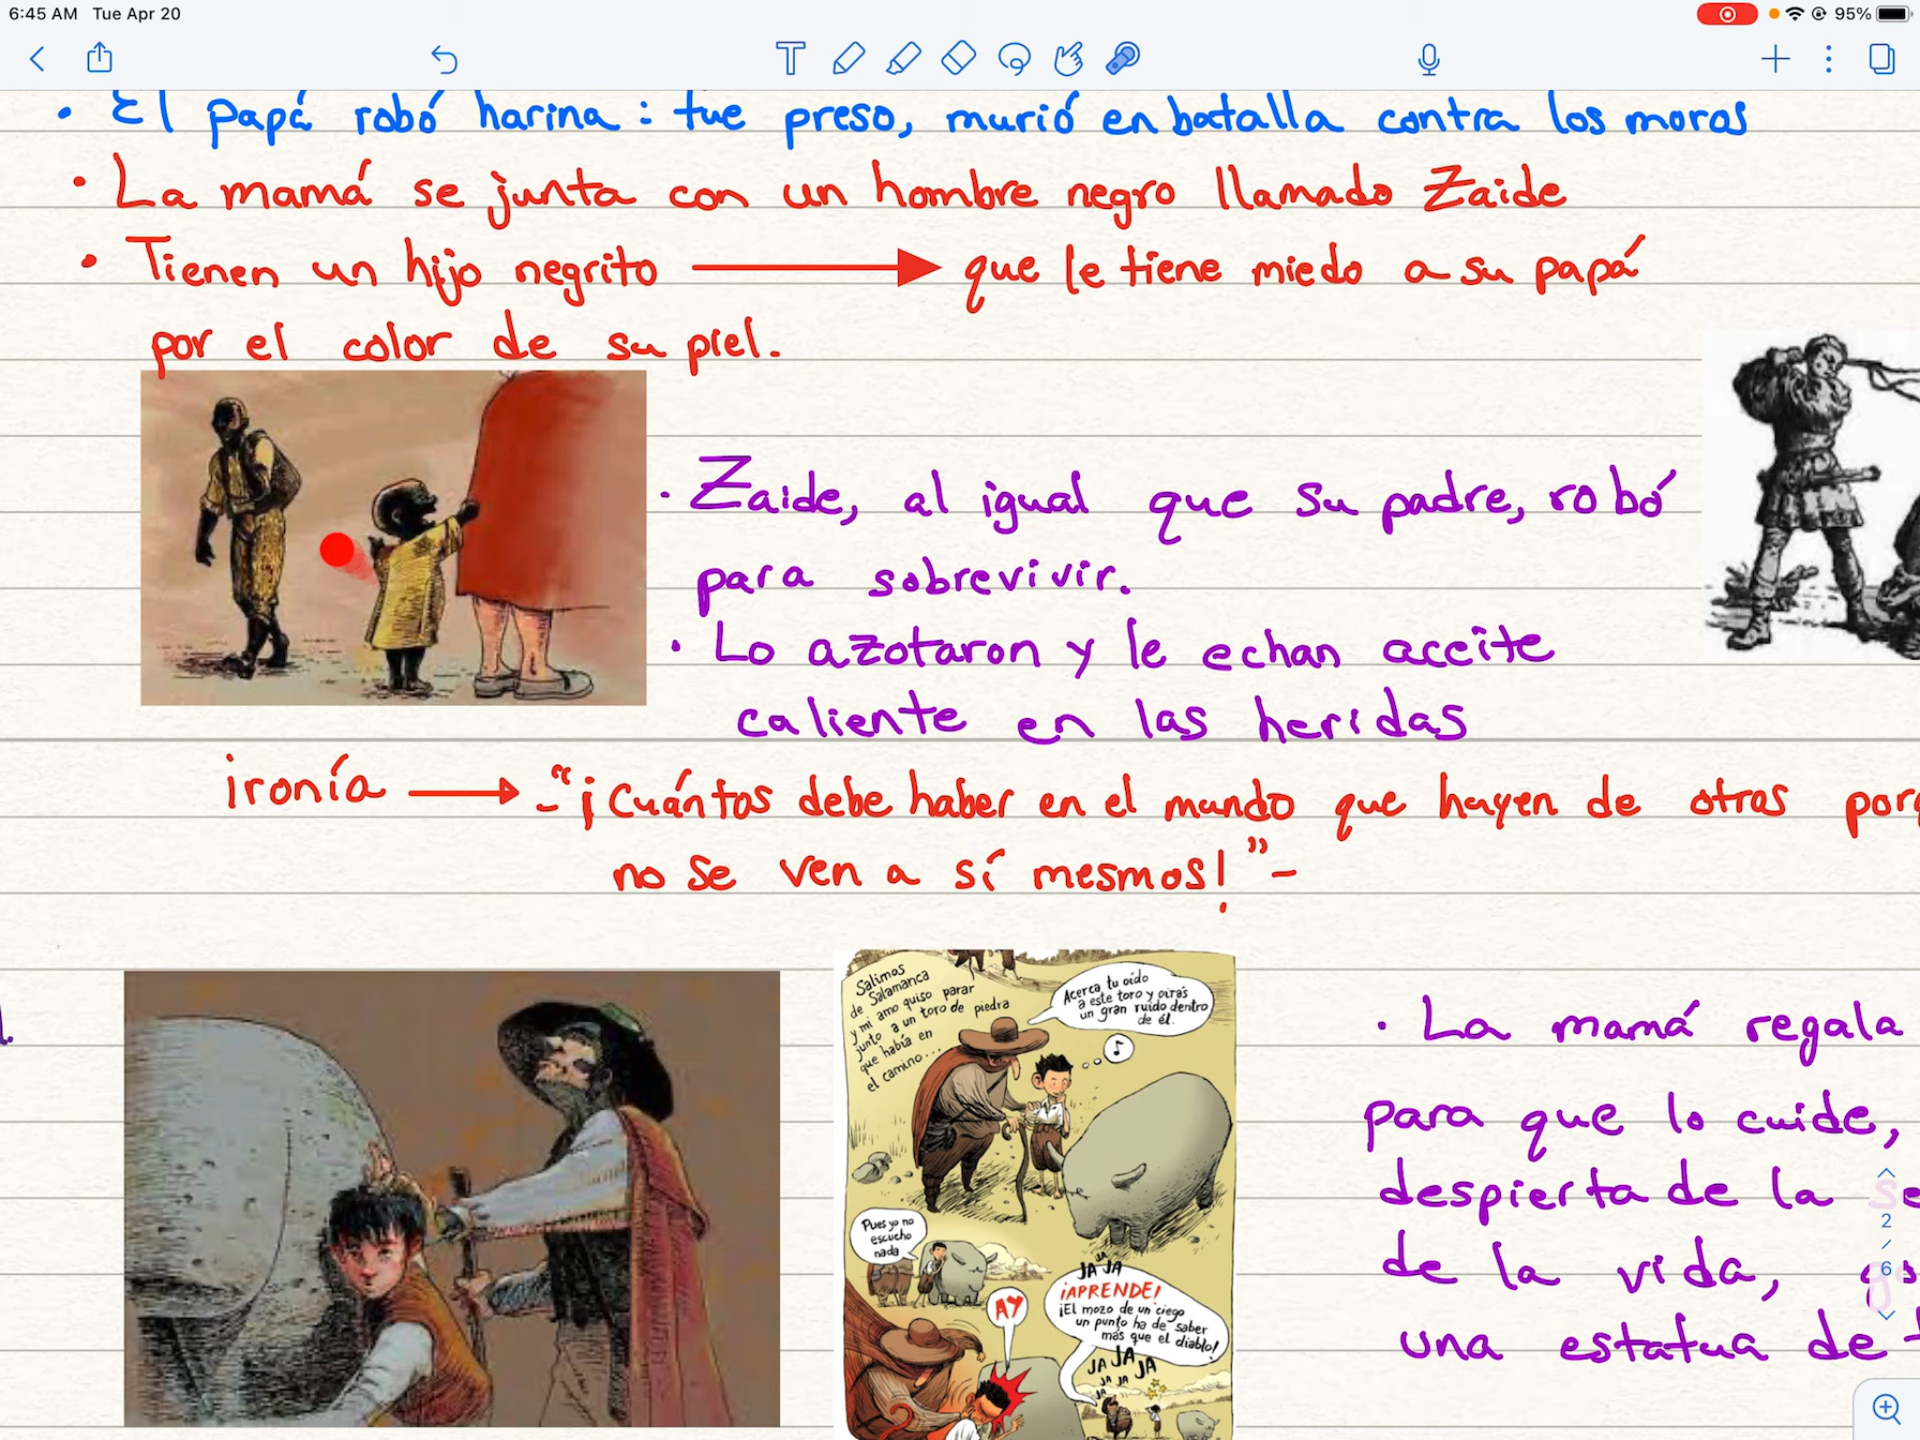 6:45 AM Tue Apr 20
95%
• El papá robó harina: fue preso, murió en batalla contra los moros
• La mamá se junta con un hombre negro llamado Zaide
• Tienen un hijo negrito → que le tiene miedo a su papá
por el color de su piel.
• Zaide, al igual que su padre, robó
para sobrevivir.
• Lo azotaron y le echan aceite
caliente en las heridas
ironía → -"¡Cuántos debe haber en el mundo que huyen de otros
no se ven a sí mesmos!"-
Salimos
de Salamanca
y mi amo quiso parar
junto a un toro de piedra
que había en
el camino...
Acerca tu oído
a este toro y oirás
un gran ruido dentro
de él.
Pues yo no
escucho
nada
JA
JA JA
AY
¡APRENDE!
¡El mozo de un ciego
un punto ha de saber
más que el diablo!
JA JA JA
JA JA JA
JA
• La mamá regala
para que lo cuide,
despierta de la
de la vida,
una estatua de
2
/
6